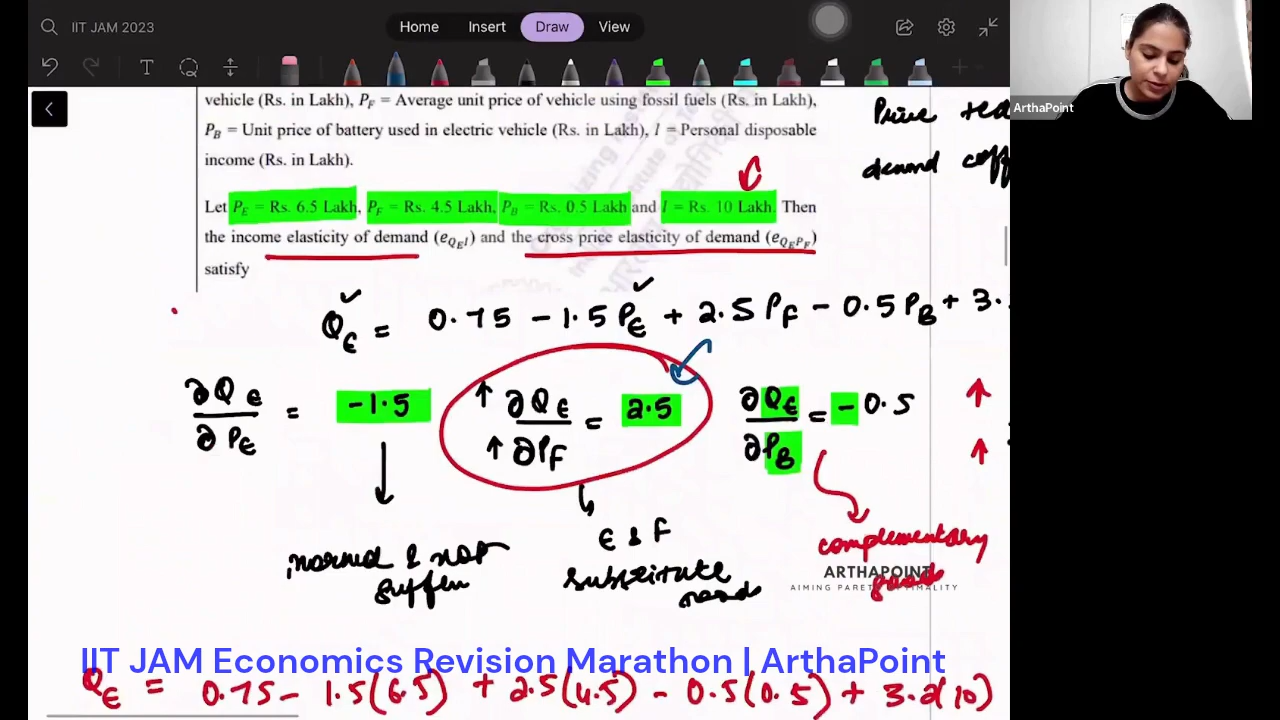 IIT JAM 2023
Home Insert Draw View
ArthaPoint
vehicle (Rs. in Lakh), P_F = Average unit price of vehicle using fossil fuels (Rs. in Lakh),
P_B = Unit price of battery used in electric vehicle (Rs. in Lakh), I = Personal disposable
income (Rs. in Lakh).
Price
demand
Let P_E = Rs. 6.5 Lakh, P_F = Rs. 4.5 Lakh, P_B = Rs. 0.5 Lakh and I = Rs. 10 Lakh. Then
the income elasticity of demand (e_{Q_E I}) and the cross price elasticity of demand (e_{Q_E P_F})
satisfy
Q_E = 0.75 - 1.5 P_E + 2.5 P_F - 0.5 P_B + 3.
∂Q_E / ∂P_E = -1.5
↑ ∂Q_E / ↑ ∂P_F = 2.5
∂Q_E / ∂P_B = -0.5
normal & not
giffen
E & F
substitute
goods
complementary
goods
ARTHAPOINT
AIMING PARETO OPTIMALITY
IIT JAM Economics Revision Marathon | ArthaPoint
Q_E = 0.75 - 1.5(6.5) + 2.5(4.5) - 0.5(0.5) + 3.2(10)